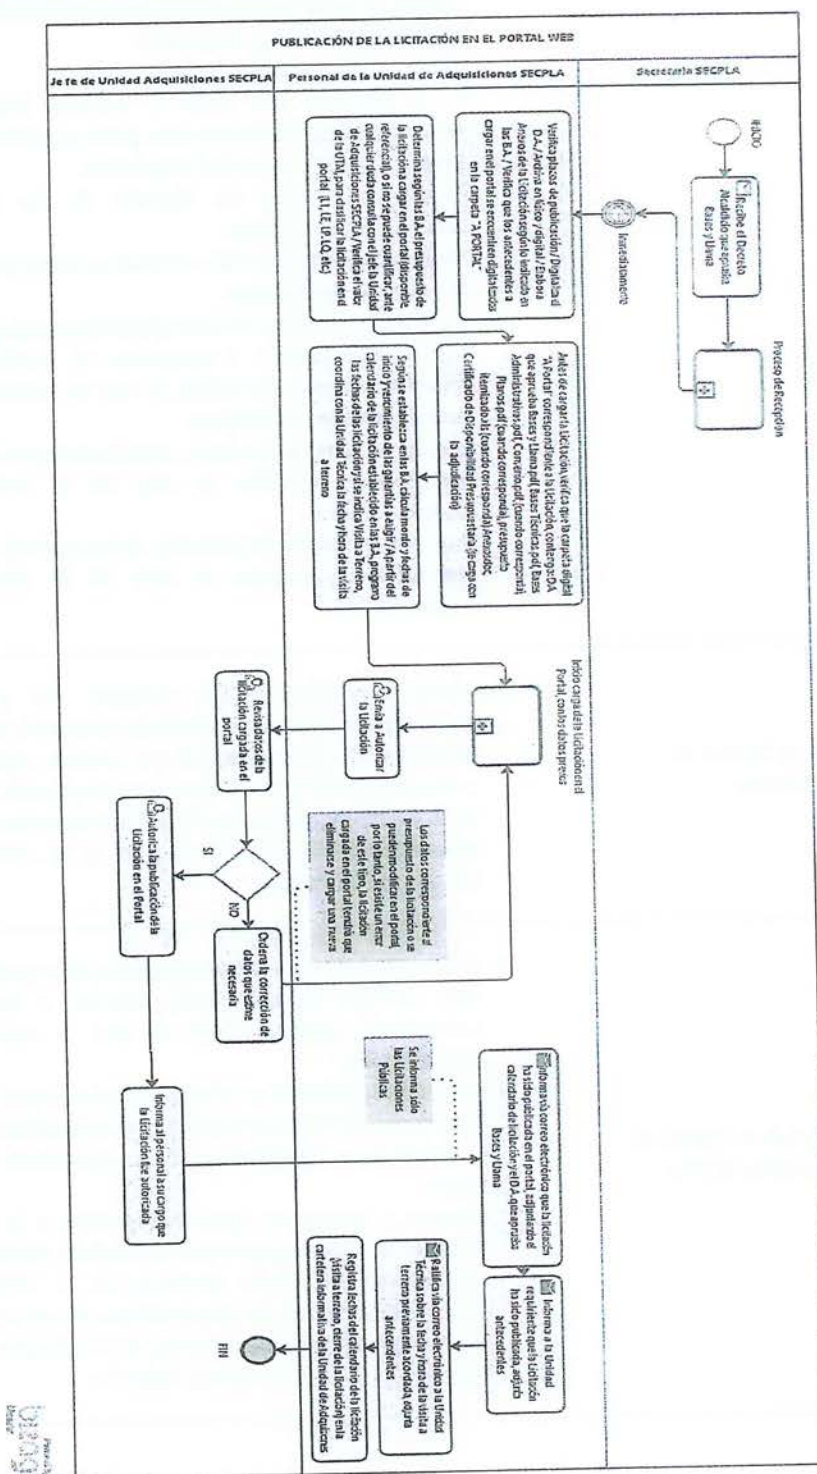 PUBLICACIÓN DE LA LICITACIÓN EN EL PORTAL WEB
Secretaria SECPLA
INICIO
Recibe el Decreto
Alcaldicio que aprueba
Bases y Llama
Proceso de Recepción
Inmediatamente
Personal de la Unidad de Adquisiciones SECPLA
Verifica plazos de publicación / Digitaliza el
D.A./ Archiva en físico y digital / Elabora
Anexos de la Licitación según lo indicado en
las B.A. / Verifica que los antecedentes a
cargar en el portal se encuentren digitalizados
en la carpeta "A PORTAL"
Determina según las B.A. el presupuesto de
la licitación a cargar en el portal (disponible,
referencial), o si no se puede cuantificar, ante
cualquier duda consulta con el Jefe la Unidad
de Adquisiciones SECPLA / Verifica el valor
de la UTM, para clasificar la licitación en el
portal (L1, LE, LP, LQ, etc)
Antes de cargar la Licitación, verifica que la carpeta digital
"A Portal" correspondiente a la Licitación, contenga: DA
que aprueba Bases y Llama.pdf, Bases Técnicas.pdf, Bases
Administrativas.pdf, Convenio.pdf, (cuando corresponda),
Planos.pdf (cuando corresponda), presupuesto
itemizado.xls (cuando corresponda) Anexo.doc,
Certificado de Disponibilidad Presupuestaria (se carga con
la adjudicación)
Según se establezca en las B.A. cálcula monto y fechas de
inicio y vencimiento de las garantías a exigir / A partir del
calendario de la licitación establecido en las B.A., programa
las fechas de las licitación y si se indica Visita a Terreno,
coordina con la Unidad Técnica la fecha y hora de la visita
a terreno
Inicio carga de la Licitación en el
Portal, con los datos previos
Envía a Autorizar
la Licitación
Los datos correspondiente al
presupuesto de la licitación o se
pueden modificar en el portal,
por lo tanto, si existe un error
de este tipo, la licitación
cargada en el portal tendría que
eliminarse y cargar una nueva
Se informa sólo
las Licitaciones
Públicas
Informa vía correo electrónico que la licitación
ha sido publicada en el portal, adjuntando el
calendario de licitación y el D.A. que aprueba
Bases y Llama
Informa a la Unidad
requirente que la Licitación
ha sido publicada, adjunta
antecedentes
Ratifica vía correo electrónico a la Unidad
Técnica sobre la fecha y hora de la visita a
terreno previamente acordada, adjunta
antecedentes
Registra fechas del calendario de la licitación
(visita a terreno, cierre de la licitación) en la
cartelera informativa de la Unidad de Adquisiciones
FIN
Jefe de Unidad Adquisiciones SECPLA
Revisa datos de la
licitación cargada en el
portal
SI
NO
Autoriza la publicación de la
Licitación en el Portal
Ordena la corrección de
datos que estime
necesaria
Informa al personal a su cargo que
la Licitación fue autorizada